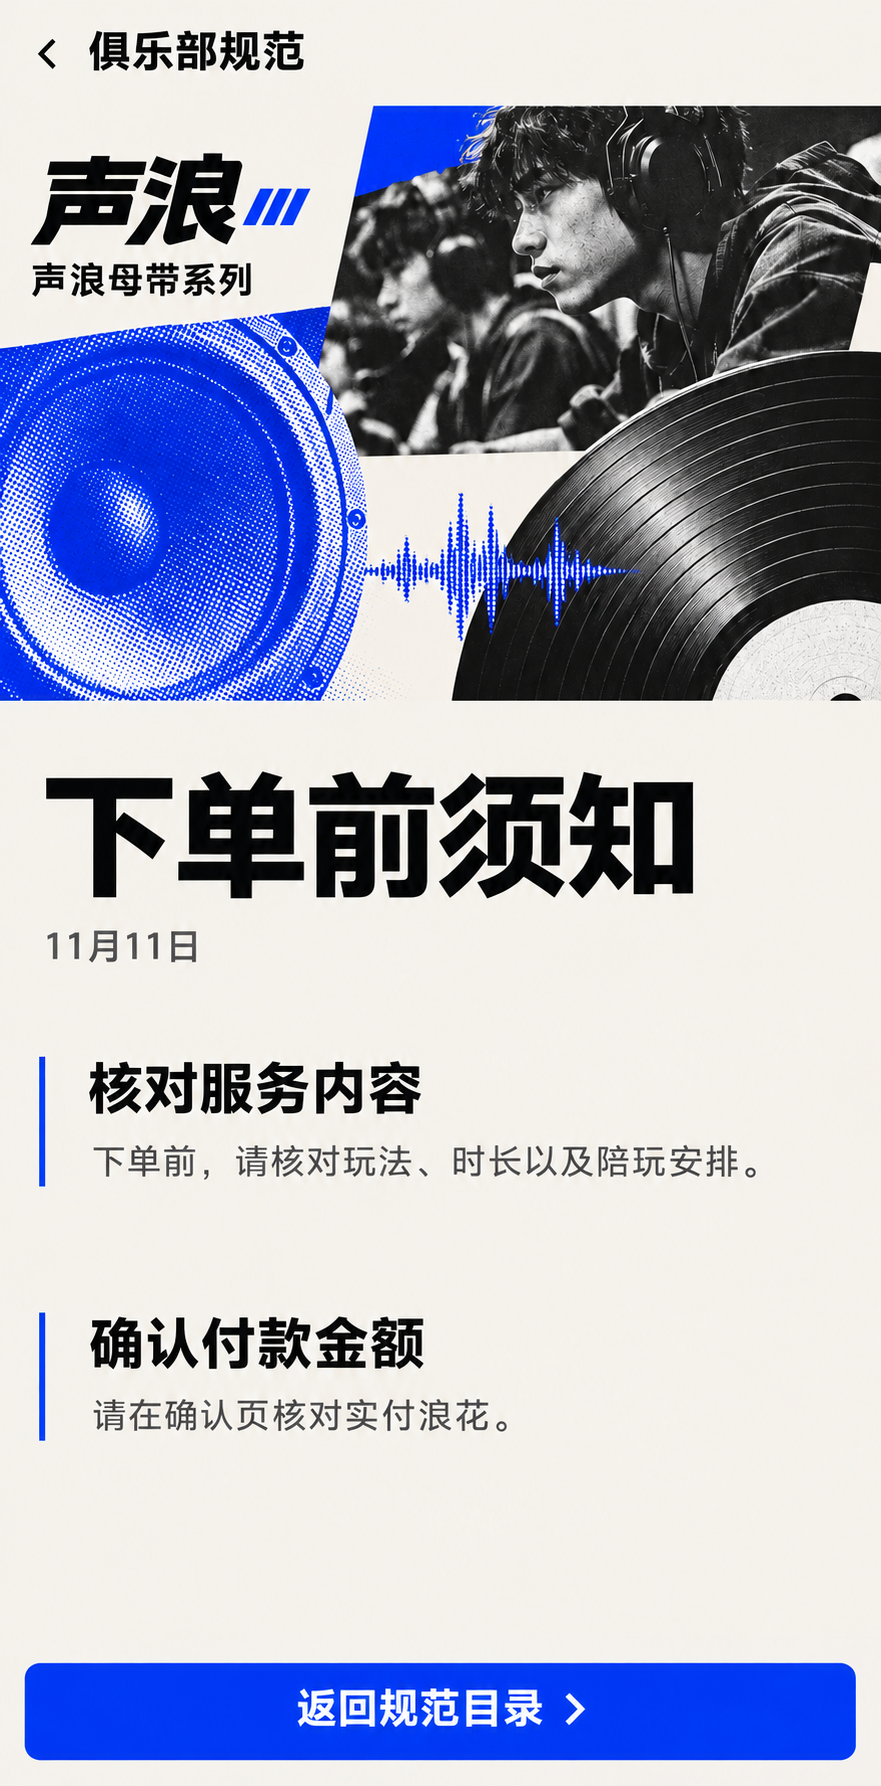 俱乐部规范
声浪
声浪母带系列
下单前须知
11月11日
核对服务内容
下单前，请核对玩法、时长以及陪玩安排。
确认付款金额
请在确认页核对实付浪花。
返回规范目录